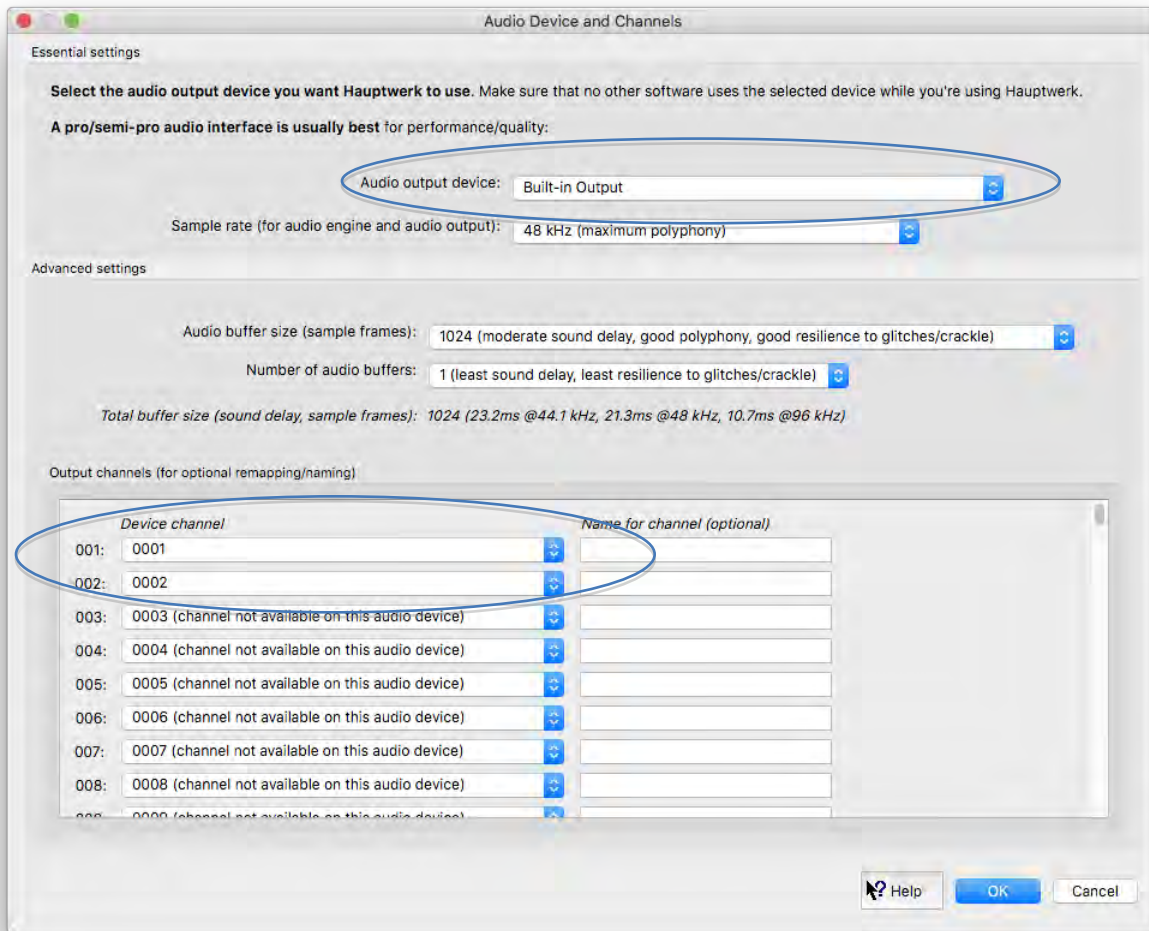 Audio Device and Channels
Essential settings
Select the audio output device you want Hauptwerk to use. Make sure that no other software uses the selected device while you're using Hauptwerk.
A pro/semi-pro audio interface is usually best for performance/quality:
Audio output device: Built-in Output
Sample rate (for audio engine and audio output): 48 kHz (maximum polyphony)
Advanced settings
Audio buffer size (sample frames): 1024 (moderate sound delay, good polyphony, good resilience to glitches/crackle)
Number of audio buffers: 1 (least sound delay, least resilience to glitches/crackle)
Total buffer size (sound delay, sample frames): 1024 (23.2ms @44.1 kHz, 21.3ms @48 kHz, 10.7ms @96 kHz)
Output channels (for optional remapping/naming)
Device channel Name for channel (optional)
001: 0001
002: 0002
003: 0003 (channel not available on this audio device)
004: 0004 (channel not available on this audio device)
005: 0005 (channel not available on this audio device)
006: 0006 (channel not available on this audio device)
007: 0007 (channel not available on this audio device)
008: 0008 (channel not available on this audio device)
009: 0009 (channel not available on this audio device)
? Help OK Cancel